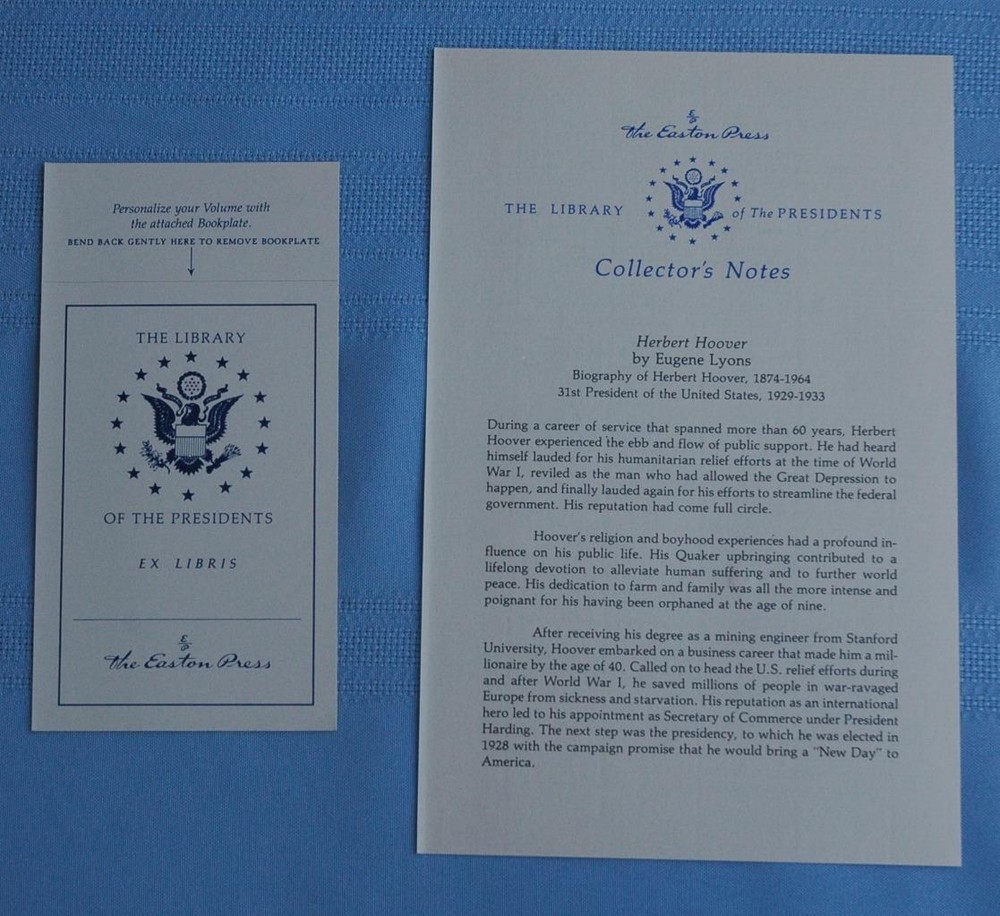 Personalize your Volume with
the attached Bookplate.
BEND BACK GENTLY HERE TO REMOVE BOOKPLATE
THE LIBRARY
OF THE PRESIDENTS
EX LIBRIS
E/P
the Easton Press
E/P
the Easton Press
THE LIBRARY of The PRESIDENTS
Collector's Notes
Herbert Hoover
by Eugene Lyons
Biography of Herbert Hoover, 1874-1964
31st President of the United States, 1929-1933
During a career of service that spanned more than 60 years, Herbert
Hoover experienced the ebb and flow of public support. He had heard
himself lauded for his humanitarian relief efforts at the time of World
War I, reviled as the man who had allowed the Great Depression to
happen, and finally lauded again for his efforts to streamline the federal
government. His reputation had come full circle.
Hoover's religion and boyhood experiences had a profound in-
fluence on his public life. His Quaker upbringing contributed to a
lifelong devotion to alleviate human suffering and to further world
peace. His dedication to farm and family was all the more intense and
poignant for his having been orphaned at the age of nine.
After receiving his degree as a mining engineer from Stanford
University, Hoover embarked on a business career that made him a mil-
lionaire by the age of 40. Called on to head the U.S. relief efforts during
and after World War I, he saved millions of people in war-ravaged
Europe from sickness and starvation. His reputation as an international
hero led to his appointment as Secretary of Commerce under President
Harding. The next step was the presidency, to which he was elected in
1928 with the campaign promise that he would bring a "New Day" to
America.